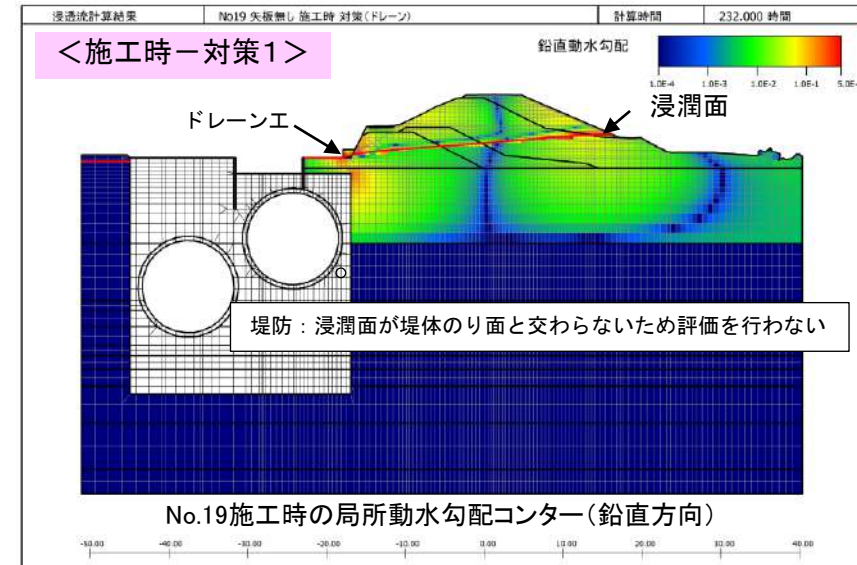 浸透流計算結果 No19 矢板無し 施工時 対策(ドレーン) 計算時間 232.000 時間
＜施工時－対策1＞
鉛直動水勾配
1.0E-4 1.0E-3 1.0E-2 1.0E-1 5.0E-
ドレーン工
浸潤面
堤防：浸潤面が堤体のり面と交わらないため評価を行わない
No.19施工時の局所動水勾配コンター(鉛直方向)
-50.00 -40.00 -30.00 -20.00 -10.00 0.00 10.00 20.00 30.00 40.00